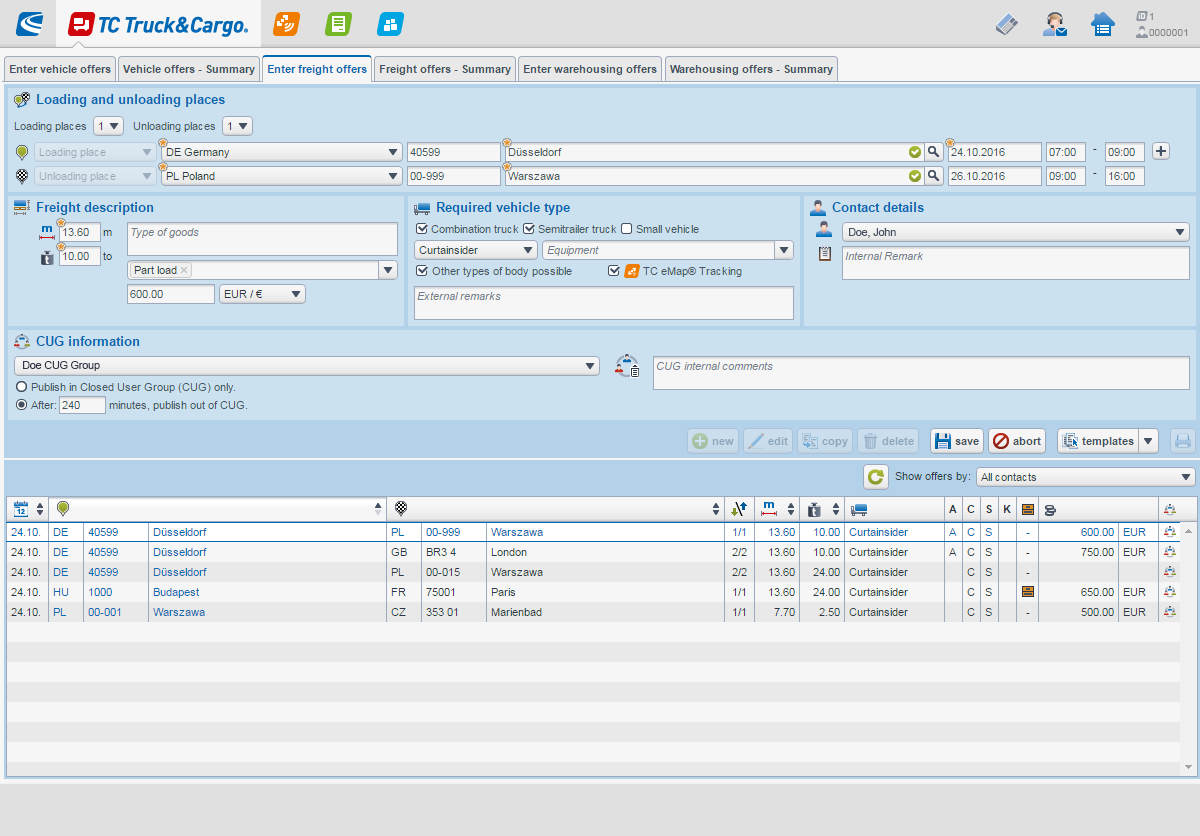 TC Truck&Cargo.
ID 1
0000001
Enter vehicle offers Vehicle offers - Summary Enter freight offers Freight offers - Summary Enter warehousing offers Warehousing offers - Summary
Loading and unloading places
Loading places 1 Unloading places 1
Loading place DE Germany 40599 Düsseldorf 24.10.2016 07:00 - 09:00
Unloading place PL Poland 00-999 Warszawa 26.10.2016 09:00 - 16:00
Freight description
m 13.60 m Type of goods
t 10.00 to
Part load ×
600.00 EUR / €
Required vehicle type
Combination truck Semitrailer truck Small vehicle
Curtainsider Equipment
Other types of body possible TC eMap® Tracking
External remarks
Contact details
Doe, John
Internal Remark
CUG information
Doe CUG Group
CUG internal comments
Publish in Closed User Group (CUG) only.
After: 240 minutes, publish out of CUG.
new edit copy delete save abort templates
Show offers by: All contacts
12 m t A C S K
24.10. DE 40599 Düsseldorf PL 00-999 Warszawa 1/1 13.60 10.00 Curtainsider A C S - 600.00 EUR
24.10. DE 40599 Düsseldorf GB BR3 4 London 2/2 13.60 10.00 Curtainsider A C S - 750.00 EUR
24.10. DE 40599 Düsseldorf PL 00-015 Warszawa 2/2 13.60 24.00 Curtainsider C S -
24.10. HU 1000 Budapest FR 75001 Paris 1/1 13.60 24.00 Curtainsider C S 650.00 EUR
24.10. PL 00-001 Warszawa CZ 353 01 Marienbad 1/1 7.70 2.50 Curtainsider C S - 500.00 EUR